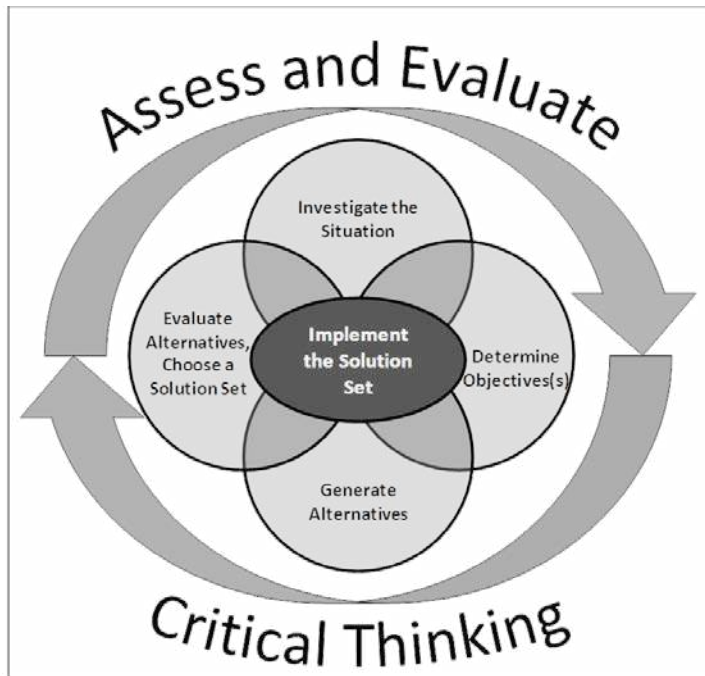 Assess and Evaluate
Investigate the
Situation
Evaluate
Alternatives,
Choose a
Solution Set
Implement
the Solution
Set
Determine
Objectives(s)
Generate
Alternatives
Critical Thinking